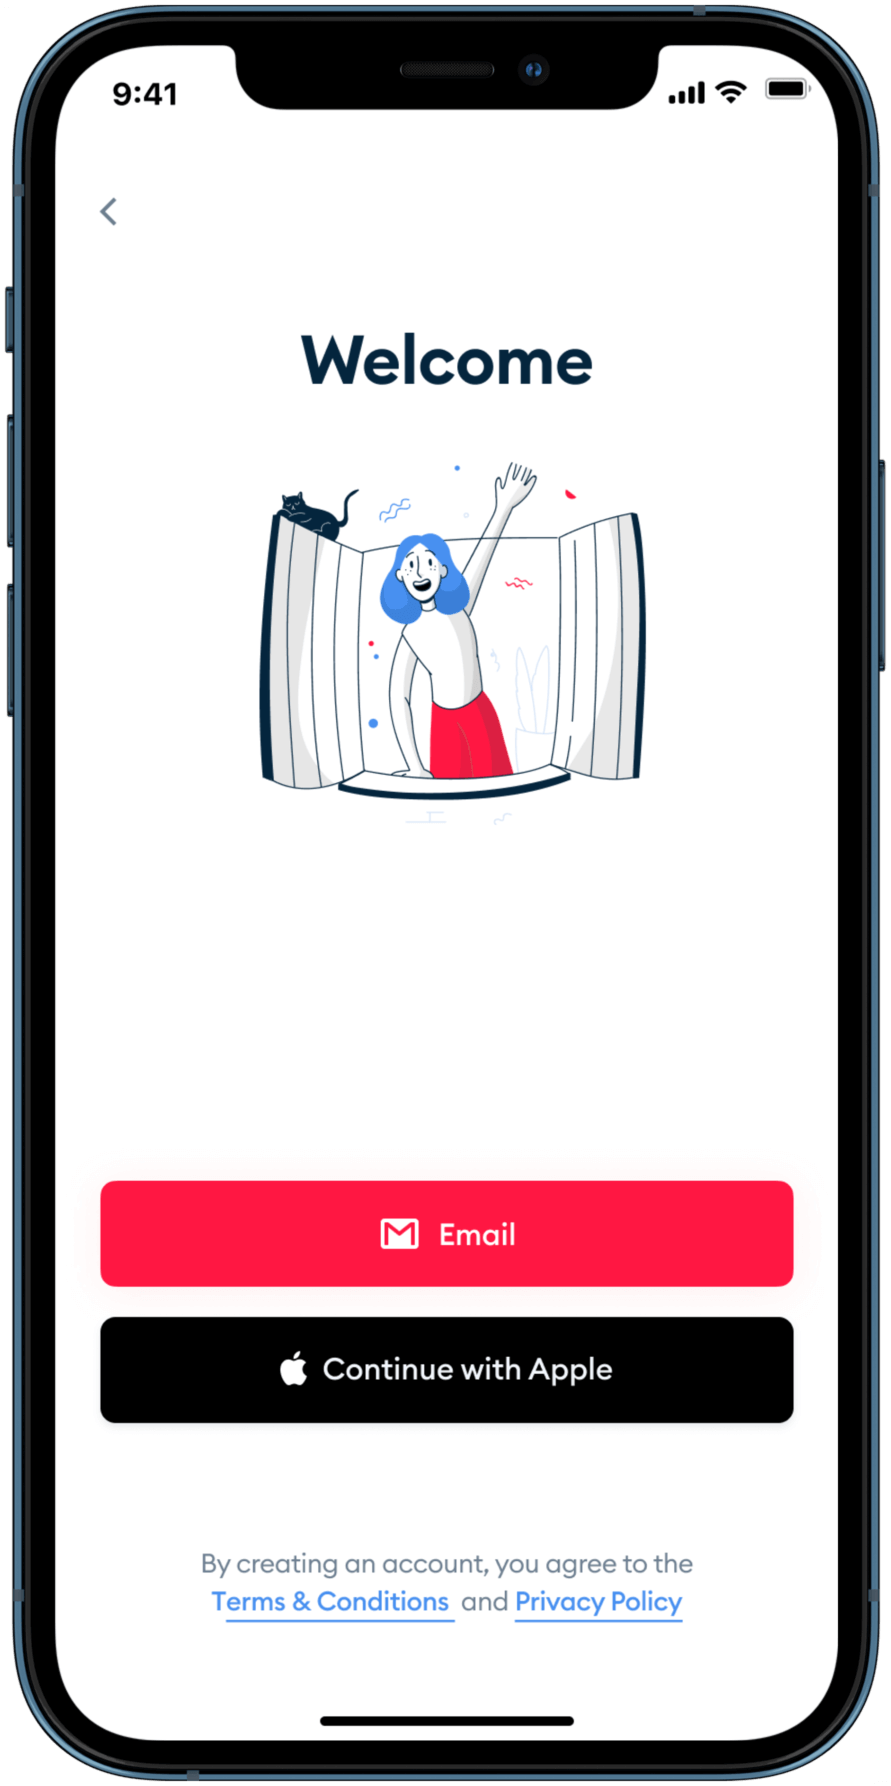 9:41
Welcome
Email
Continue with Apple
By creating an account, you agree to the
Terms & Conditions and Privacy Policy